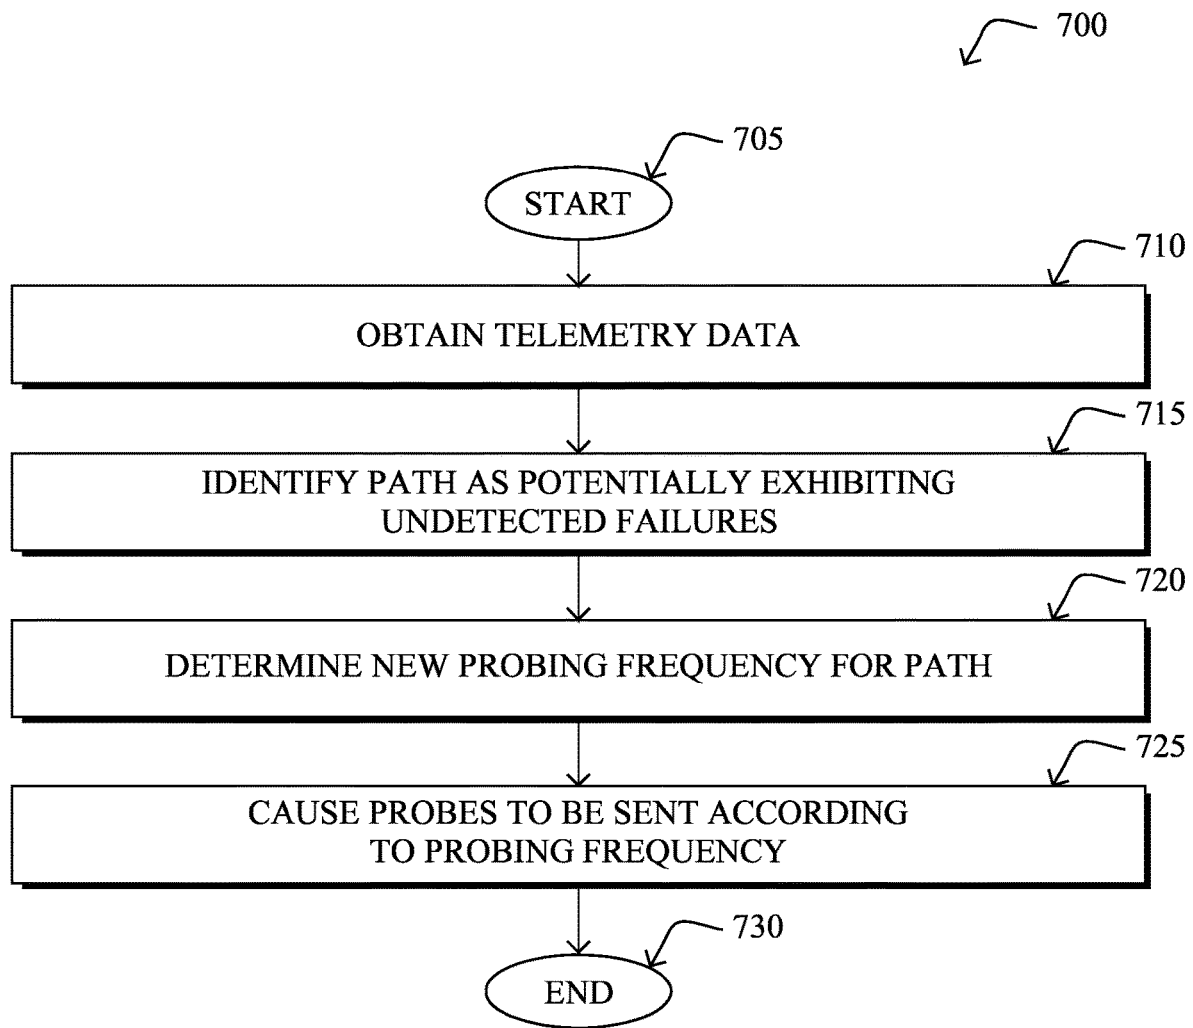 700
705
START
710
OBTAIN TELEMETRY DATA
715
IDENTIFY PATH AS POTENTIALLY EXHIBITING
UNDETECTED FAILURES
720
DETERMINE NEW PROBING FREQUENCY FOR PATH
725
CAUSE PROBES TO BE SENT ACCORDING
TO PROBING FREQUENCY
730
END